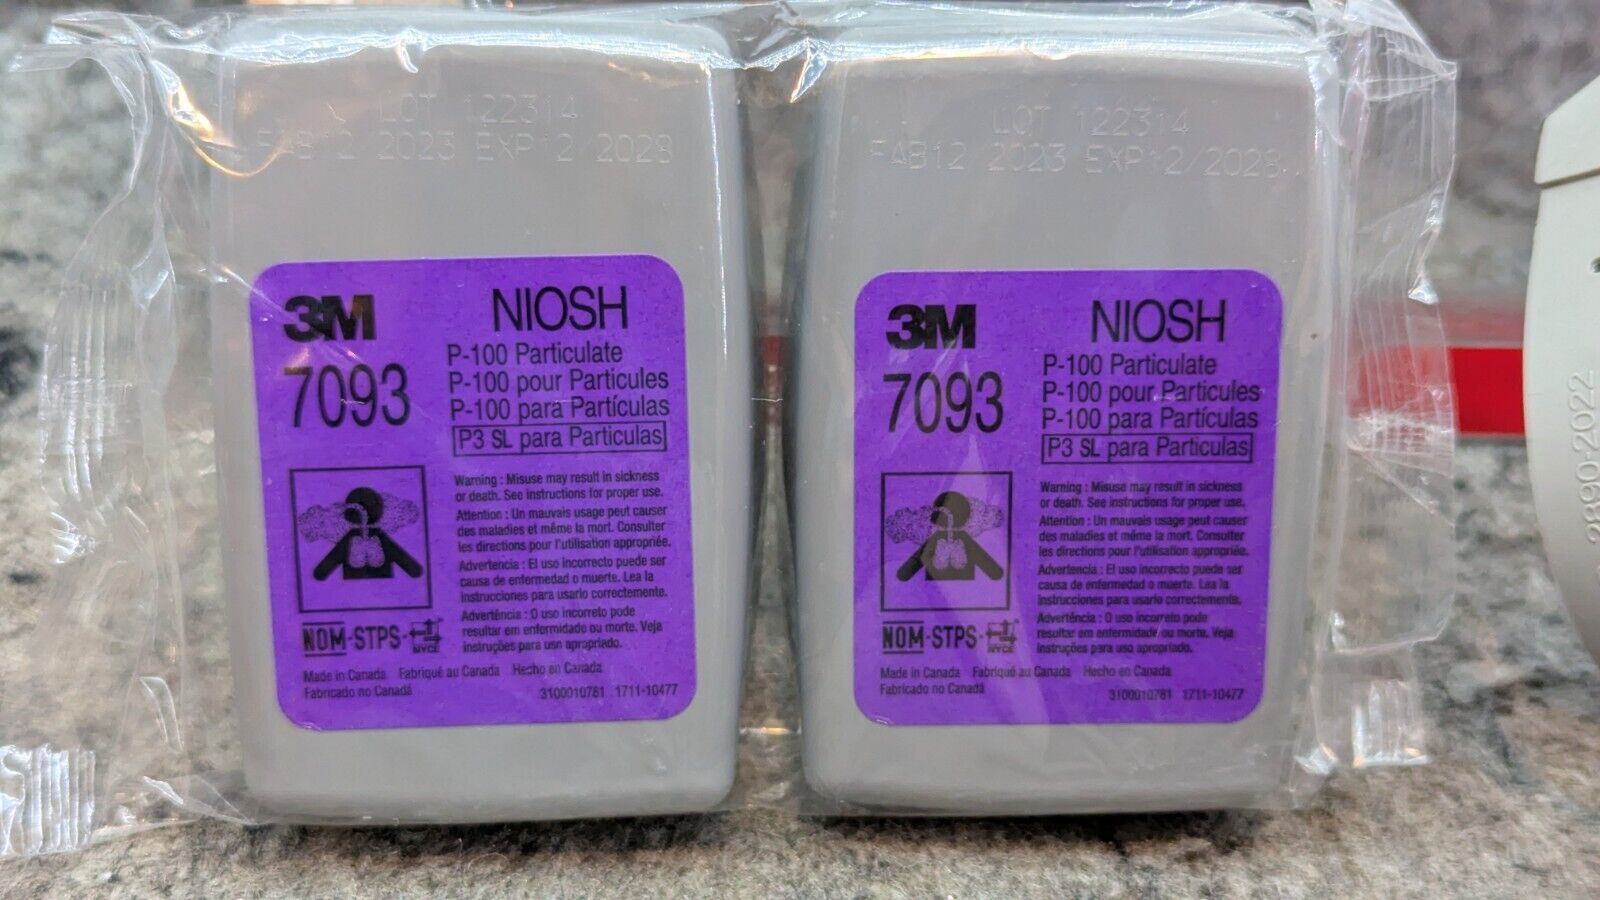 LOT 122314
FAB12 2023 EXP12/2028
3M
7093
NIOSH
P-100 Particulate
P-100 pour Particules
P-100 para Partículas
P3 SL para Particulas
Warning : Misuse may result in sickness
or death. See instructions for proper use.
Attention : Un mauvais usage peut causer
des maladies et même la mort. Consulter
les directions pour l'utilisation appropriée.
Advertencia : El uso incorrecto puede ser
causa de enfermedad o muerte. Lea la
instrucciones para usarlo correctemente.
Advertência : O uso incorreto pode
resultar em enfermidade ou morte. Veja
instruções para uso apropriado.
NOM-STPS-
NYCE
Made in Canada Fabriqué au Canada Hecho en Canada
Fabricado no Canadá 3100010781 1711-10477
LOT 122314
FAB12 2023 EXP12/2028
3M
7093
NIOSH
P-100 Particulate
P-100 pour Particules
P-100 para Partículas
P3 SL para Particulas
Warning : Misuse may result in sickness
or death. See instructions for proper use.
Attention : Un mauvais usage peut causer
des maladies et même la mort. Consulter
les directions pour l'utilisation appropriée.
Advertencia : El uso incorrecto puede ser
causa de enfermedad o muerte. Lea la
instrucciones para usarlo correctemente.
Advertência : O uso incorreto pode
resultar em enfermidade ou morte. Veja
instruções para uso apropriado.
NOM-STPS-
NYCE
Made in Canada Fabriqué au Canada Hecho en Canada
Fabricado no Canadá 3100010781 1711-10477
2890-2022